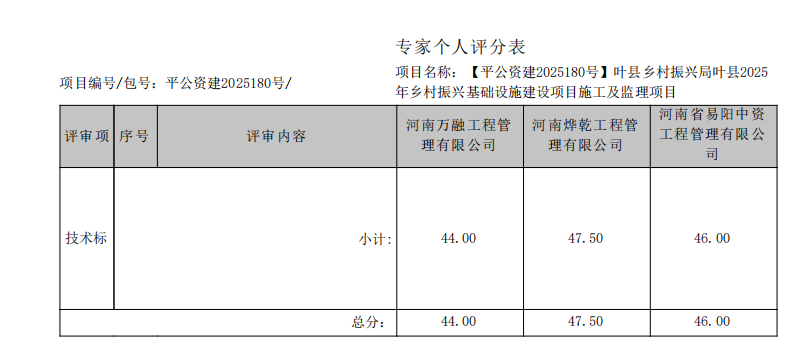 专家个人评分表
项目编号/包号：平公资建2025180号/
项目名称：【平公资建2025180号】叶县乡村振兴局叶县2025
年乡村振兴基础设施建设项目施工及监理项目
评审项 序号 评审内容 河南万融工程管理有限公司 河南烨乾工程管理有限公司 河南省易阳中资工程管理有限公司
技术标 小计: 44.00 47.50 46.00
总分: 44.00 47.50 46.00